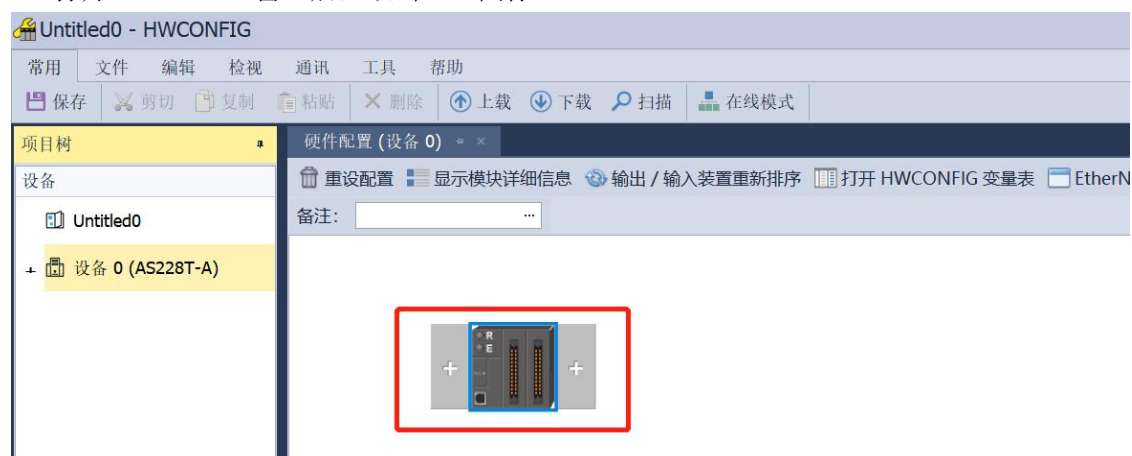 Untitled0 - HWCONFIG
常用 文件 编辑 检视 通讯 工具 帮助
保存 剪切 复制 粘贴 删除 上载 下载 扫描 在线模式
项目树 硬件配置 (设备 0)
设备 重设配置 显示模块详细信息 输出 / 输入装置重新排序 打开 HWCONFIG 变量表 EtherN
Untitled0 备注: ...
设备 0 (AS228T-A)
R
E
+ +